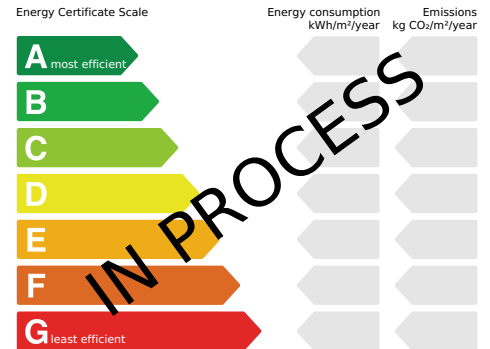 Energy Certificate Scale
Energy consumption
kWh/m²/year
Emissions
kg CO₂/m²/year
A most efficient
B
C
D
E
F
G least efficient
IN PROCESS